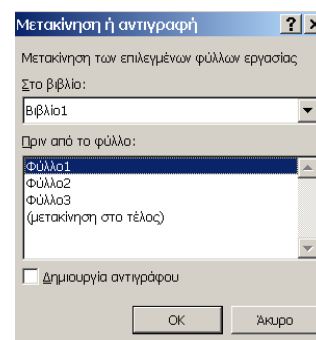 Μετακίνηση ή αντιγραφή
Μετακίνηση των επιλεγμένων φύλλων εργασίας
Στο βιβλίο:
Βιβλίο1
Πριν από το φύλλο:
Φύλλο1
Φύλλο2
Φύλλο3
(μετακίνηση στο τέλος)
Δημιουργία αντιγράφου
OK Άκυρο